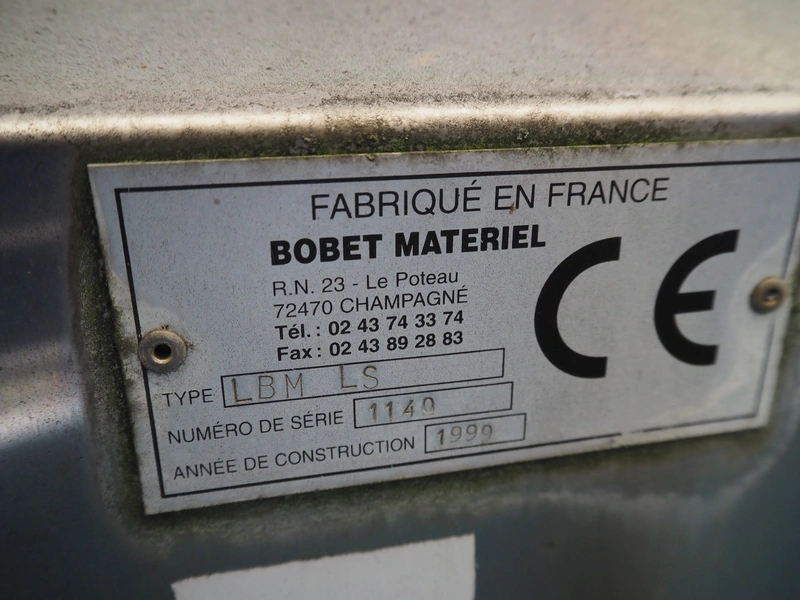 FABRIQUÉ EN FRANCE
BOBET MATERIEL
R.N. 23 - Le Poteau
72470 CHAMPAGNÉ
Tél. : 02 43 74 33 74
Fax : 02 43 89 28 83
CE
TYPE LBM LS
NUMÉRO DE SÉRIE 1140
ANNÉE DE CONSTRUCTION 1999